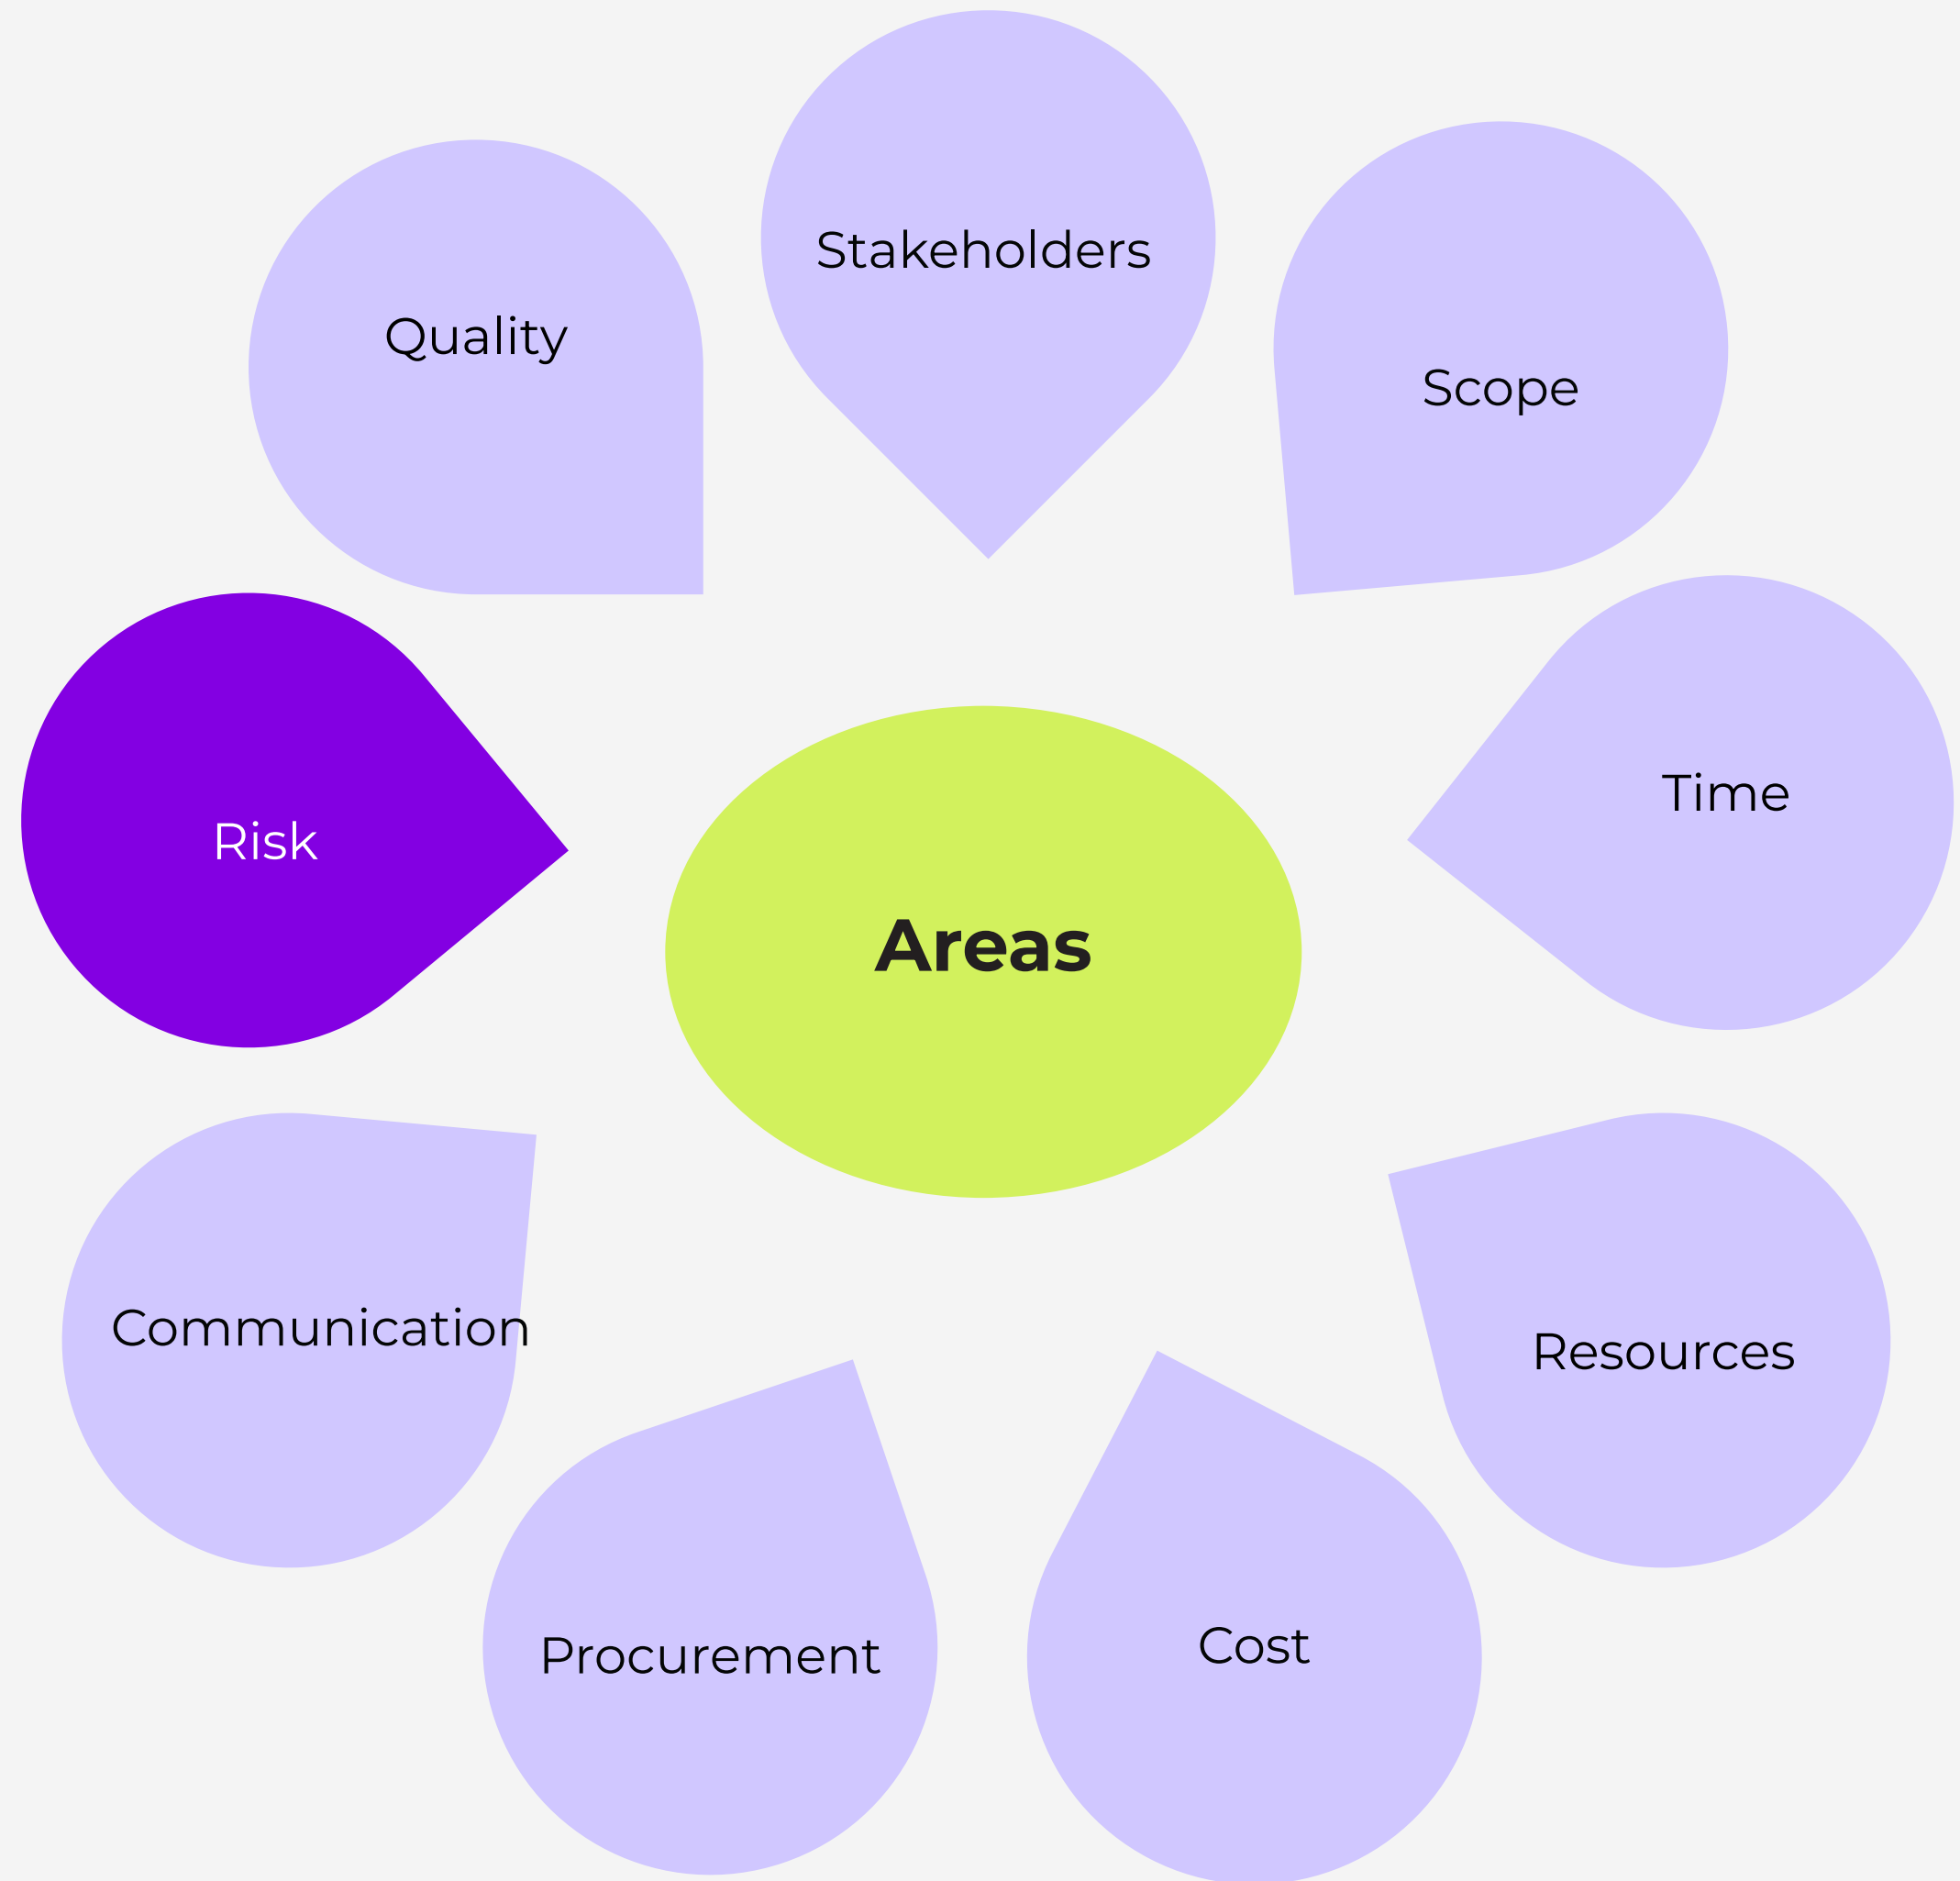 Stakeholders
Quality
Scope
Time
Risk
Areas
Communication
Resources
Procurement
Cost